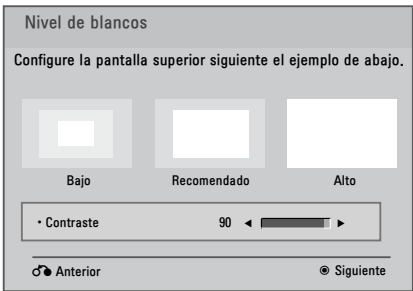 Nivel de blancos
Configure la pantalla superior siguiente el ejemplo de abajo.
Bajo Recomendado Alto
• Contraste 90 ◄ ►
Anterior ◉ Siguiente